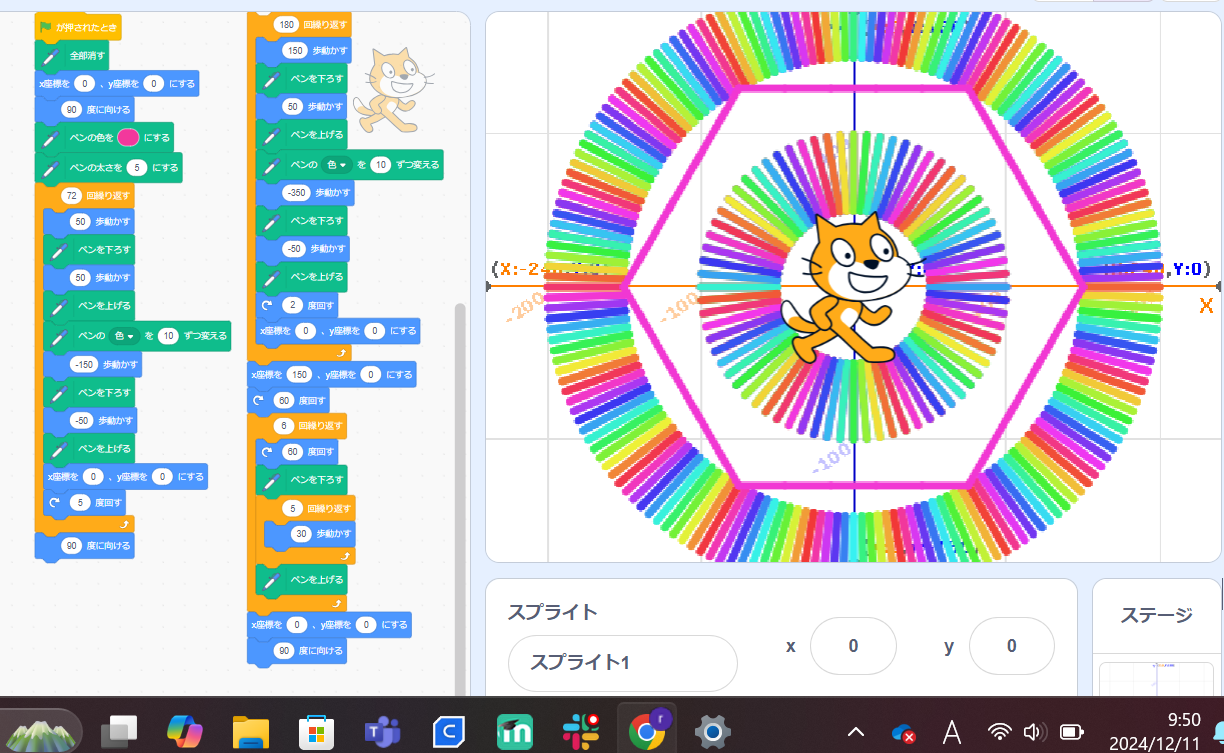 が押されたとき
全部消す
x座標を 0 、y座標を 0 にする
90 度に向ける
ペンの色を にする
ペンの太さを 5 にする
72 回繰り返す
50 歩動かす
ペンを下ろす
50 歩動かす
ペンを上げる
ペンの 色 を 10 ずつ変える
-150 歩動かす
ペンを下ろす
-50 歩動かす
ペンを上げる
x座標を 0 、y座標を 0 にする
5 度回す
90 度に向ける
180 回繰り返す
150 歩動かす
ペンを下ろす
50 歩動かす
ペンを上げる
ペンの 色 を 10 ずつ変える
-350 歩動かす
ペンを下ろす
-50 歩動かす
ペンを上げる
2 度回す
x座標を 0 、y座標を 0 にする
x座標を 150 、y座標を 0 にする
60 度回す
6 回繰り返す
60 度回す
ペンを下ろす
5 回繰り返す
30 歩動かす
ペンを上げる
x座標を 0 、y座標を 0 にする
90 度に向ける
(X:-240
,Y:0)
-200
-100
X
-100
スプライト
スプライト1
x 0 y 0
ステージ
r
A
9:50
2024/12/11